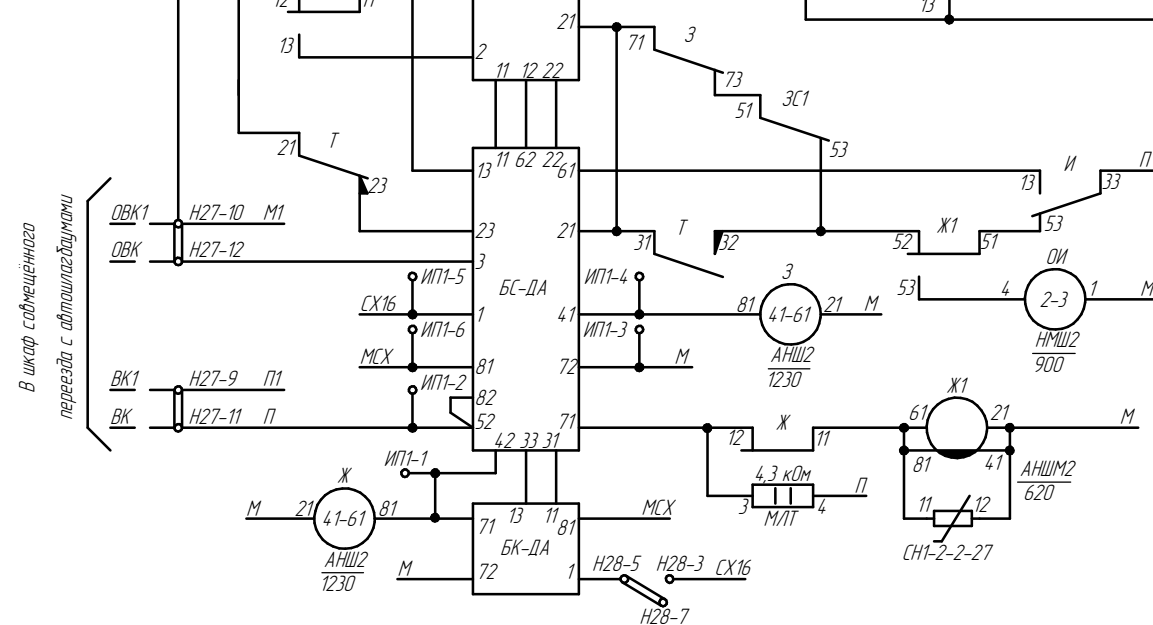 12
П
13
2
21
71
З
73
51
ЗС1
53
13
11 12 22
11 62 22
21
Т
23
13
61
13
И
П
33
53
В шкаф совмещённого
переезда с автошлагбаумами
ОВК1
Н27-10
М1
23
21
31
Т
32
52
Ж1
51
ОВК
Н27-12
3
БС-ДА
ИП1-5
ИП1-4
СХ16
1
41
81
З
41-61
21
М
АНШ2
1230
53
4
ОИ
2-3
1
М
НМШ2
900
ИП1-6
ИП1-3
МСХ
81
72
М
ВК1
Н27-9
П1
ИП1-2
82
ВК
Н27-11
П
52
71
12
Ж
11
61
Ж1
21
М
81
41
АНШМ2
620
42 33 31
ИП1-1
4,3 кОм
3
4
П
МЛТ
11
12
СН1-2-2-27
М
21
Ж
41-61
81
АНШ2
1230
71
13
11
81
МСХ
БК-ДА
М
72
1
Н28-5
Н28-3
СХ16
Н28-7